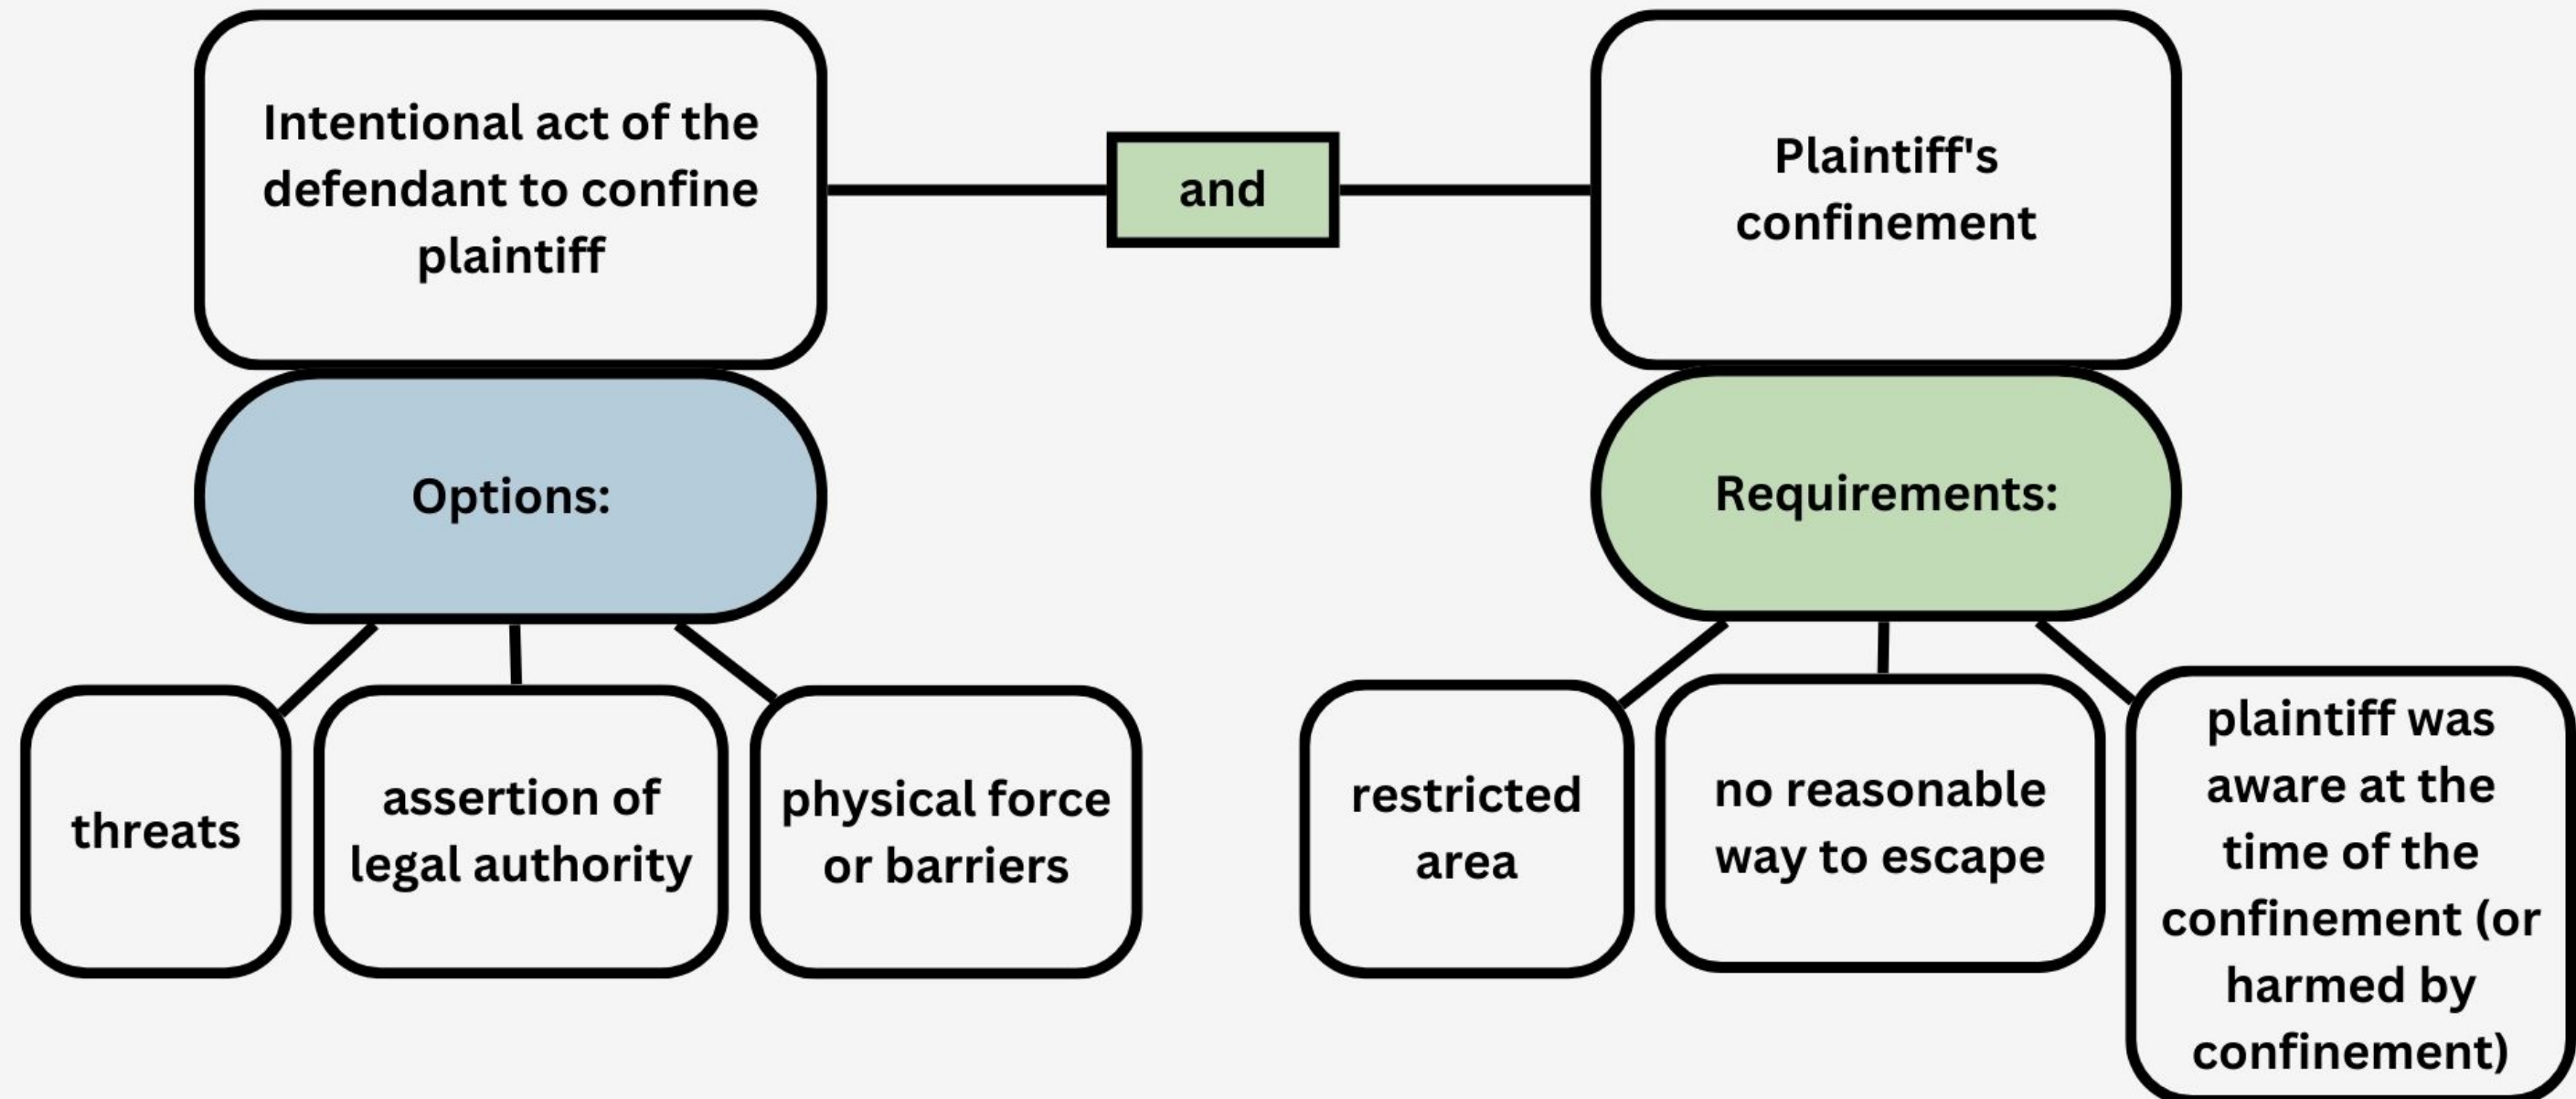 Intentional act of the
defendant to confine
plaintiff
and
Plaintiff's
confinement
Options:
Requirements:
threats
assertion of
legal authority
physical force
or barriers
restricted
area
no reasonable
way to escape
plaintiff was
aware at the
time of the
confinement (or
harmed by
confinement)